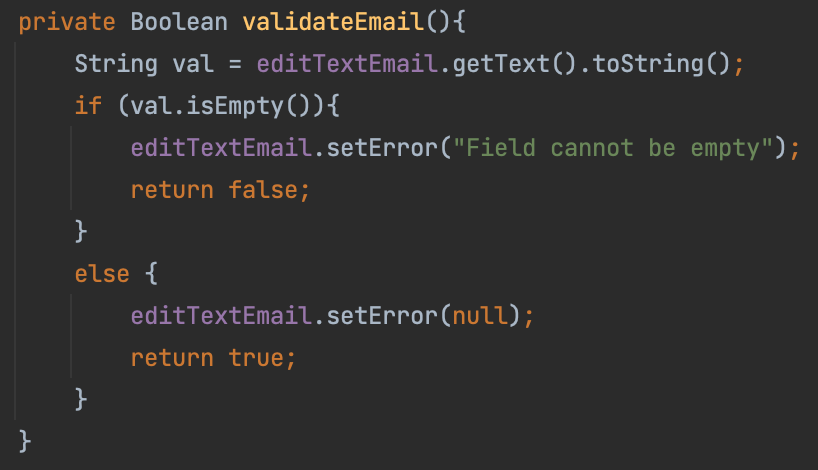 private Boolean validateEmail(){
    String val = editTextEmail.getText().toString();
    if (val.isEmpty()){
        editTextEmail.setError("Field cannot be empty");
        return false;
    }
    else {
        editTextEmail.setError(null);
        return true;
    }
}